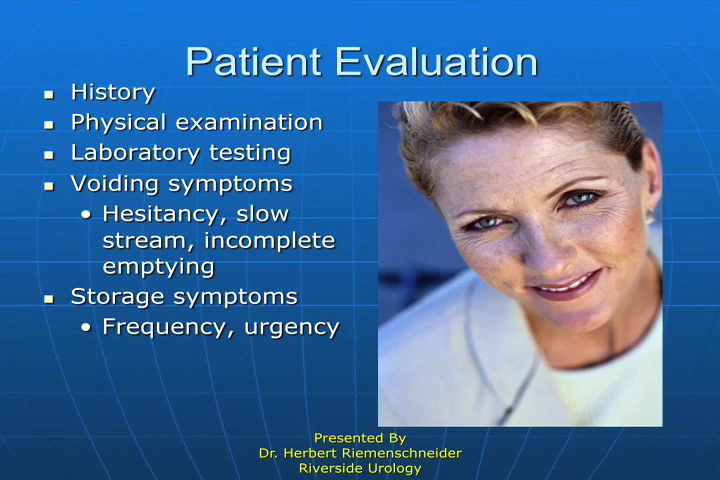 Patient Evaluation
History
Physical examination
Laboratory testing
Voiding symptoms
Hesitancy, slow
stream, incomplete
emptying
Storage symptoms
Frequency, urgency
Presented By
Dr. Herbert Riemenschneider
Riverside Urology